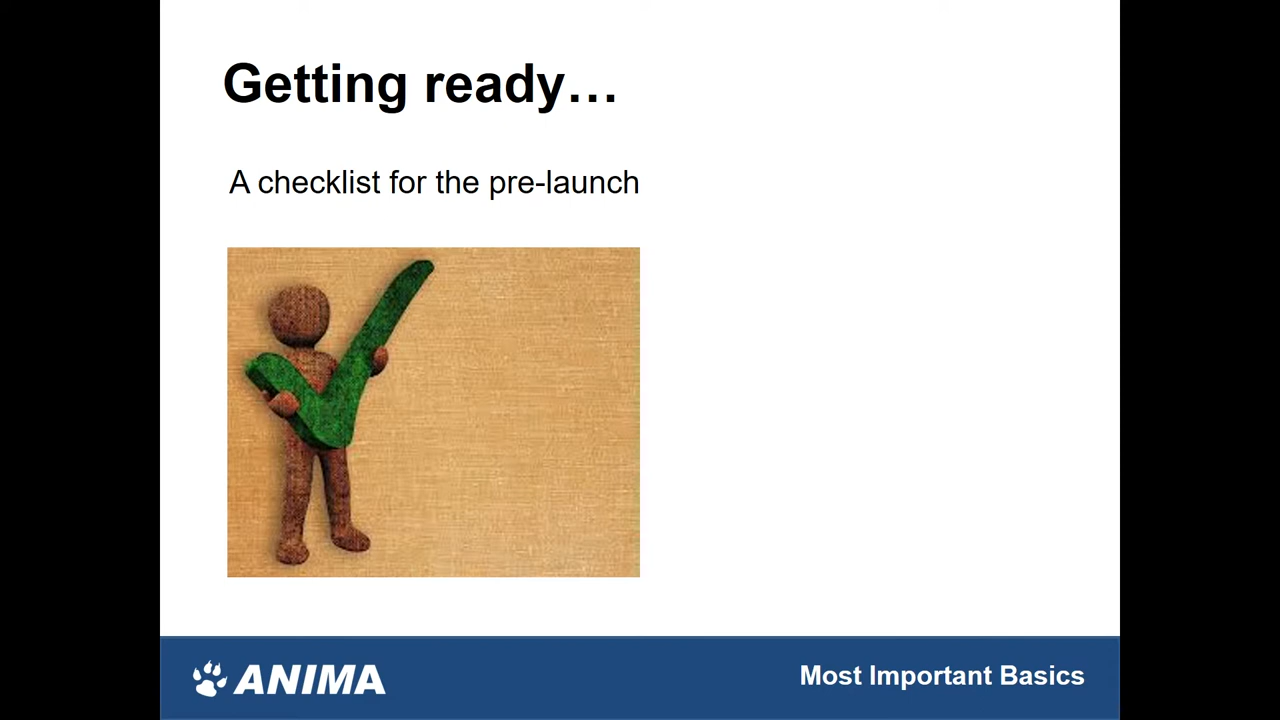 Getting ready…
A checklist for the pre-launch
ANIMA
Most Important Basics